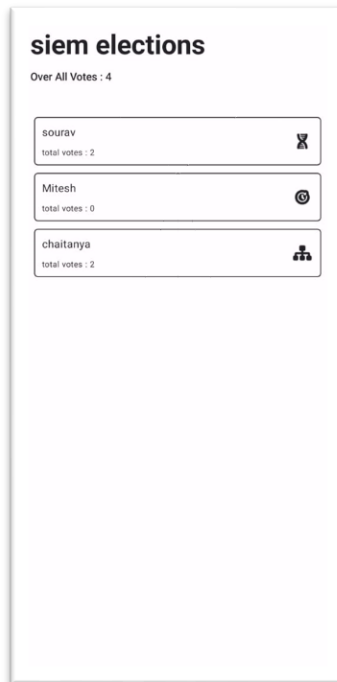 siem elections
Over All Votes : 4
sourav
total votes : 2
Mitesh
total votes : 0
chaitanya
total votes : 2